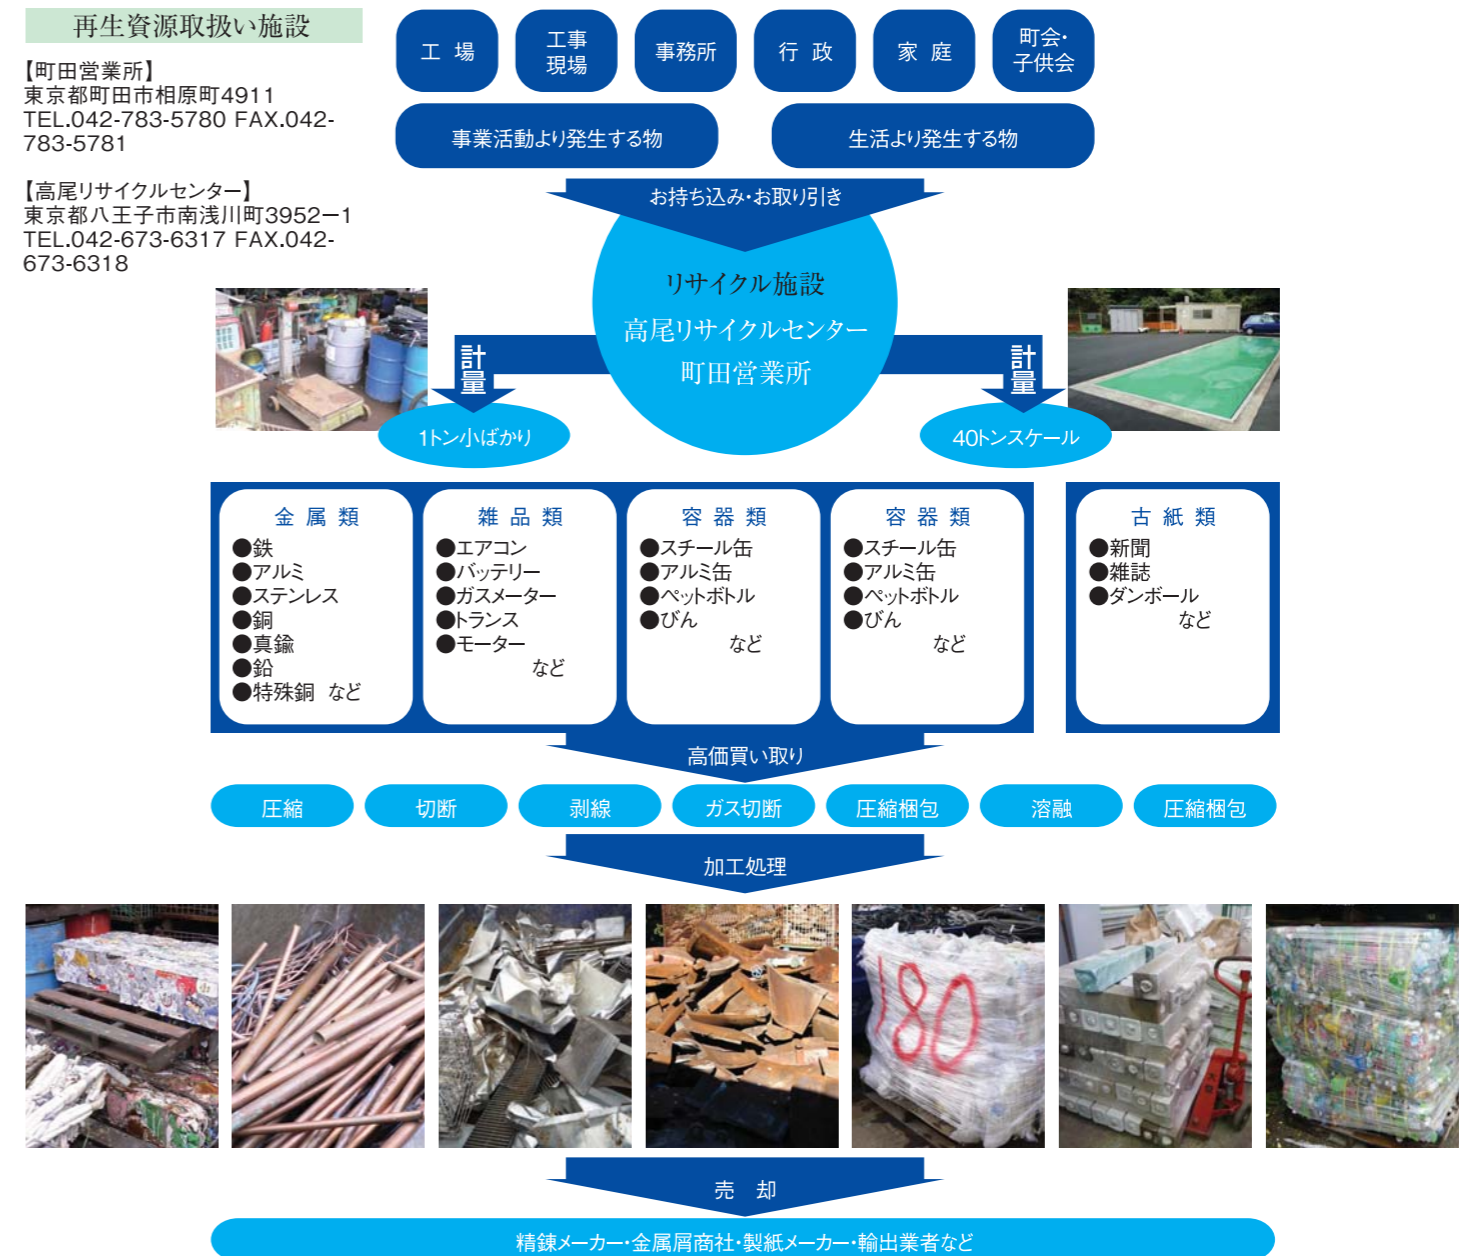 再生資源取扱い施設
【町田営業所】
東京都町田市相原町4911
TEL.042-783-5780 FAX.042-
783-5781
【高尾リサイクルセンター】
東京都八王子市南浅川町3952ー1
TEL.042-673-6317 FAX.042-
673-6318
工 場
工事
現場
事務所
行 政
家 庭
町会・
子供会
事業活動より発生する物
生活より発生する物
お持ち込み・お取り引き
リサイクル施設
高尾リサイクルセンター
町田営業所
計量
計量
1トン小ばかり
40トンスケール
金 属 類
●鉄
●アルミ
●ステンレス
●銅
●真鍮
●鉛
●特殊銅 など
雑 品 類
●エアコン
●バッテリー
●ガスメーター
●トランス
●モーター
など
容 器 類
●スチール缶
●アルミ缶
●ペットボトル
●びん
など
容 器 類
●スチール缶
●アルミ缶
●ペットボトル
●びん
など
古 紙 類
●新聞
●雑誌
●ダンボール
など
高価買い取り
圧縮
切断
剥線
ガス切断
圧縮梱包
溶融
圧縮梱包
加工処理
180
売 却
精錬メーカー・金属屑商社・製紙メーカー・輸出業者など